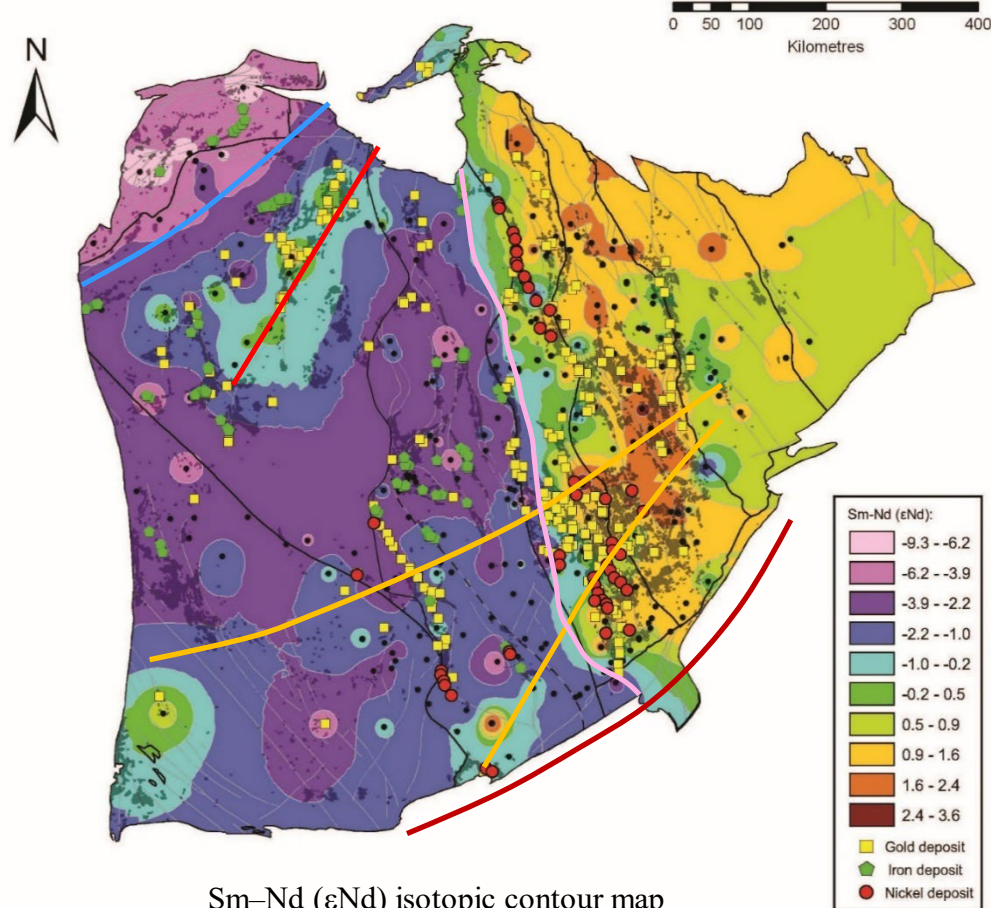 0 50 100 200 300 400
Kilometres
N
Sm-Nd (εNd):
-9.3 - -6.2
-6.2 - -3.9
-3.9 - -2.2
-2.2 - -1.0
-1.0 - -0.2
-0.2 - 0.5
0.5 - 0.9
0.9 - 1.6
1.6 - 2.4
2.4 - 3.6
Gold deposit
Iron deposit
Nickel deposit
Sm–Nd (εNd) isotopic contour map